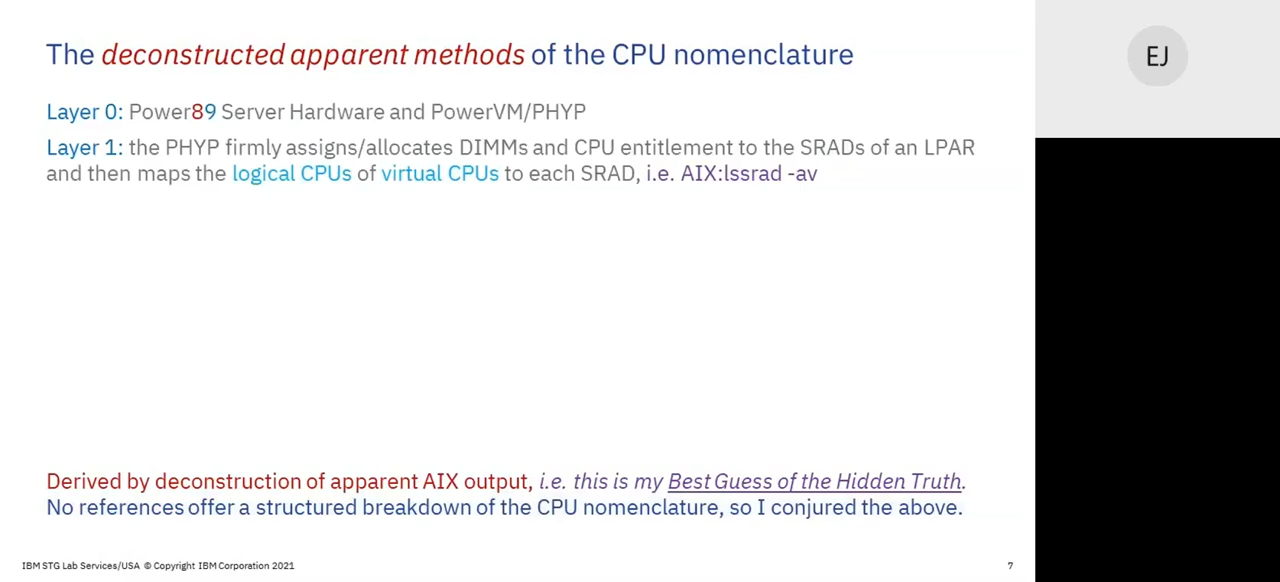 The deconstructed apparent methods of the CPU nomenclature
EJ
Layer 0: Power89 Server Hardware and PowerVM/PHYP
Layer 1: the PHYP firmly assigns/allocates DIMMs and CPU entitlement to the SRADs of an LPAR
and then maps the logical CPUs of virtual CPUs to each SRAD, i.e. AIX:lssrad -av
Derived by deconstruction of apparent AIX output, i.e. this is my Best Guess of the Hidden Truth.
No references offer a structured breakdown of the CPU nomenclature, so I conjured the above.
IBM STG Lab Services/USA © Copyright IBM Corporation 2021
7